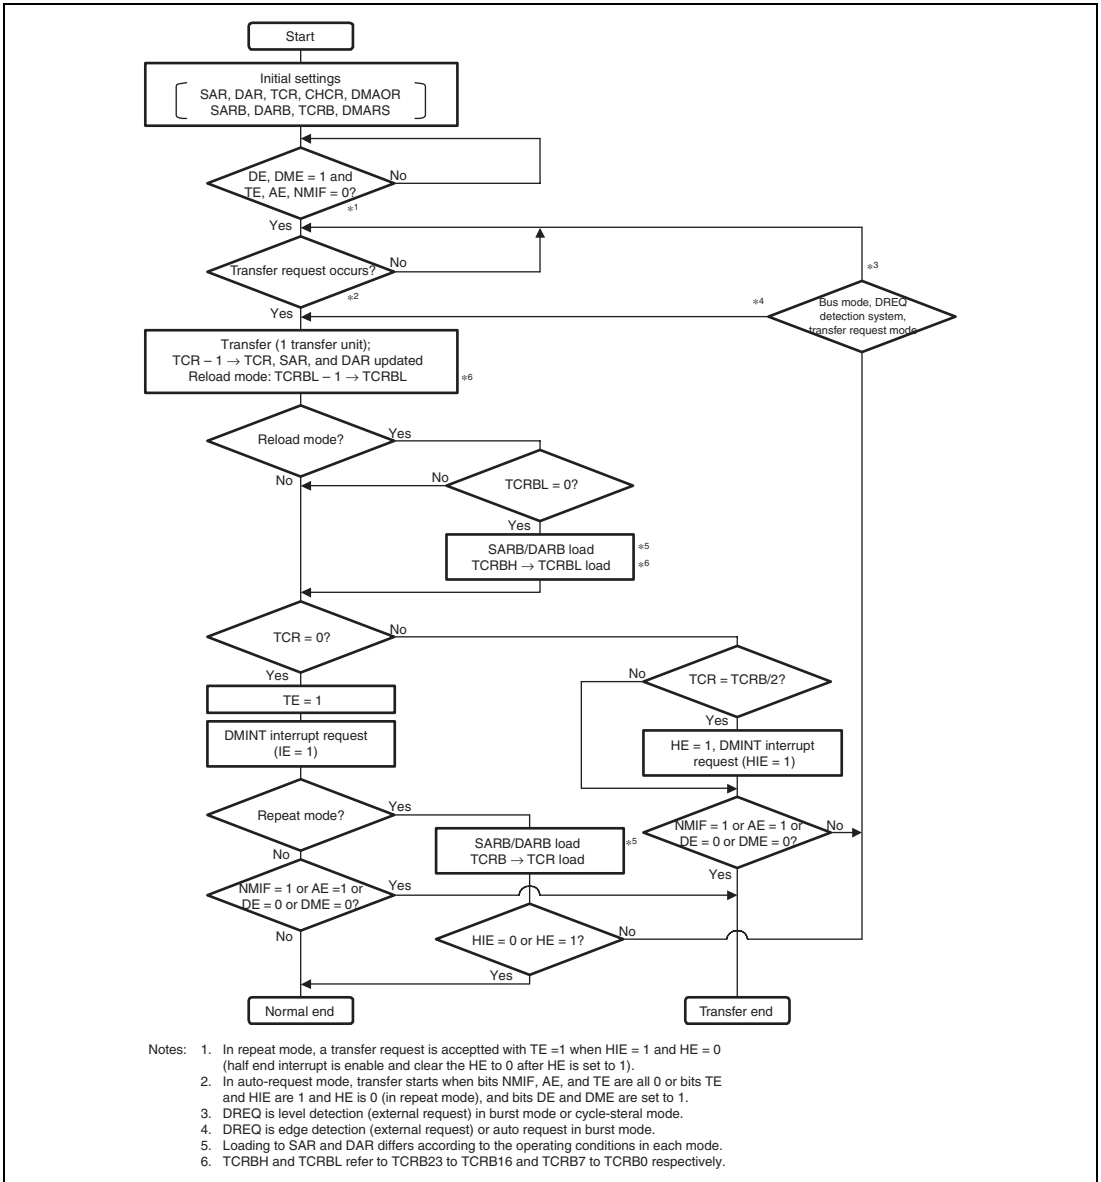 Start
Initial settings
SAR, DAR, TCR, CHCR, DMAOR
SARB, DARB, TCRB, DMARS
DE, DME = 1 and
TE, AE, NMIF = 0?
No
*1
Yes
Transfer request occurs?
No
*2
Yes
*3
*4
Bus mode, DREQ
detection system,
transfer request mode
Transfer (1 transfer unit);
TCR – 1 → TCR, SAR, and DAR updated
Reload mode: TCRBL – 1 → TCRBL
*6
Reload mode?
Yes
No
TCRBL = 0?
No
Yes
SARB/DARB load
*5
TCRBH → TCRBL load
*6
TCR = 0?
No
Yes
TCR = TCRB/2?
No
Yes
TE = 1
DMINT interrupt request
(IE = 1)
HE = 1, DMINT interrupt
request (HIE = 1)
Repeat mode?
Yes
No
SARB/DARB load
TCRB → TCR load
*5
NMIF = 1 or AE = 1 or
DE = 0 or DME = 0?
No
Yes
NMIF = 1 or AE =1 or
DE = 0 or DME = 0?
Yes
No
HIE = 0 or HE = 1?
No
Yes
Normal end
Transfer end
Notes: 1. In repeat mode, a transfer request is acceptted with TE =1 when HIE = 1 and HE = 0
(half end interrupt is enable and clear the HE to 0 after HE is set to 1).
2. In auto-request mode, transfer starts when bits NMIF, AE, and TE are all 0 or bits TE
and HIE are 1 and HE is 0 (in repeat mode), and bits DE and DME are set to 1.
3. DREQ is level detection (external request) in burst mode or cycle-steral mode.
4. DREQ is edge detection (external request) or auto request in burst mode.
5. Loading to SAR and DAR differs according to the operating conditions in each mode.
6. TCRBH and TCRBL refer to TCRB23 to TCRB16 and TCRB7 to TCRB0 respectively.